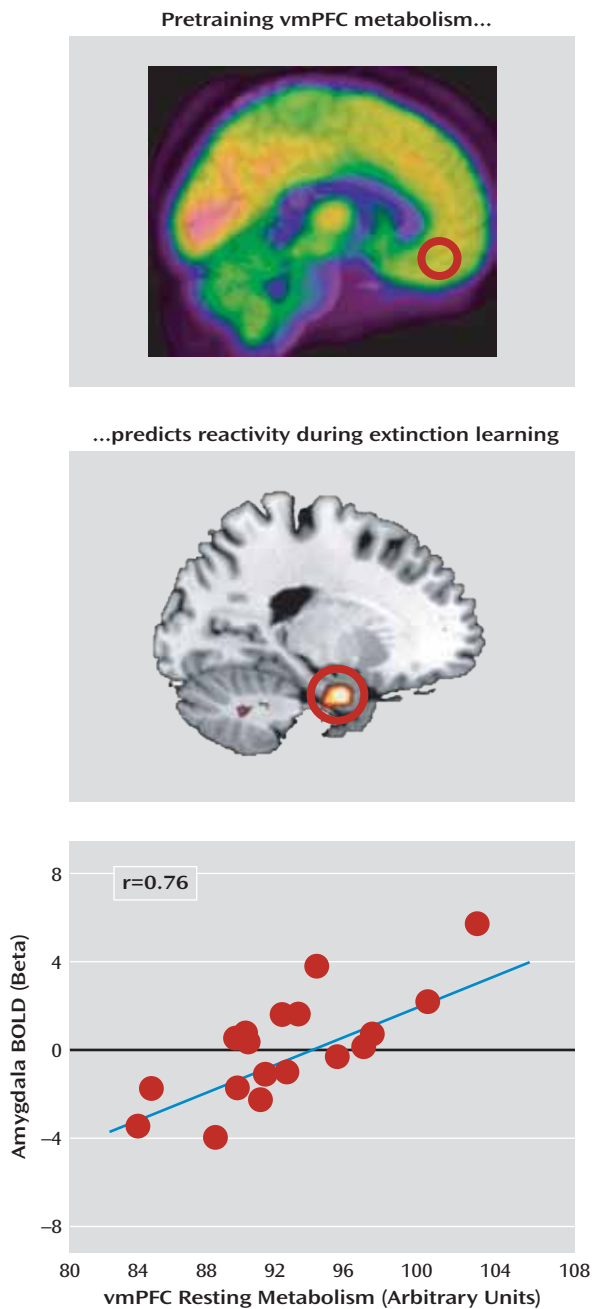 Pretraining vmPFC metabolism...
...predicts reactivity during extinction learning
r=0.76
Amygdala BOLD (Beta)
8
4
0
–4
–8
80 84 88 92 96 100 104 108
vmPFC Resting Metabolism (Arbitrary Units)